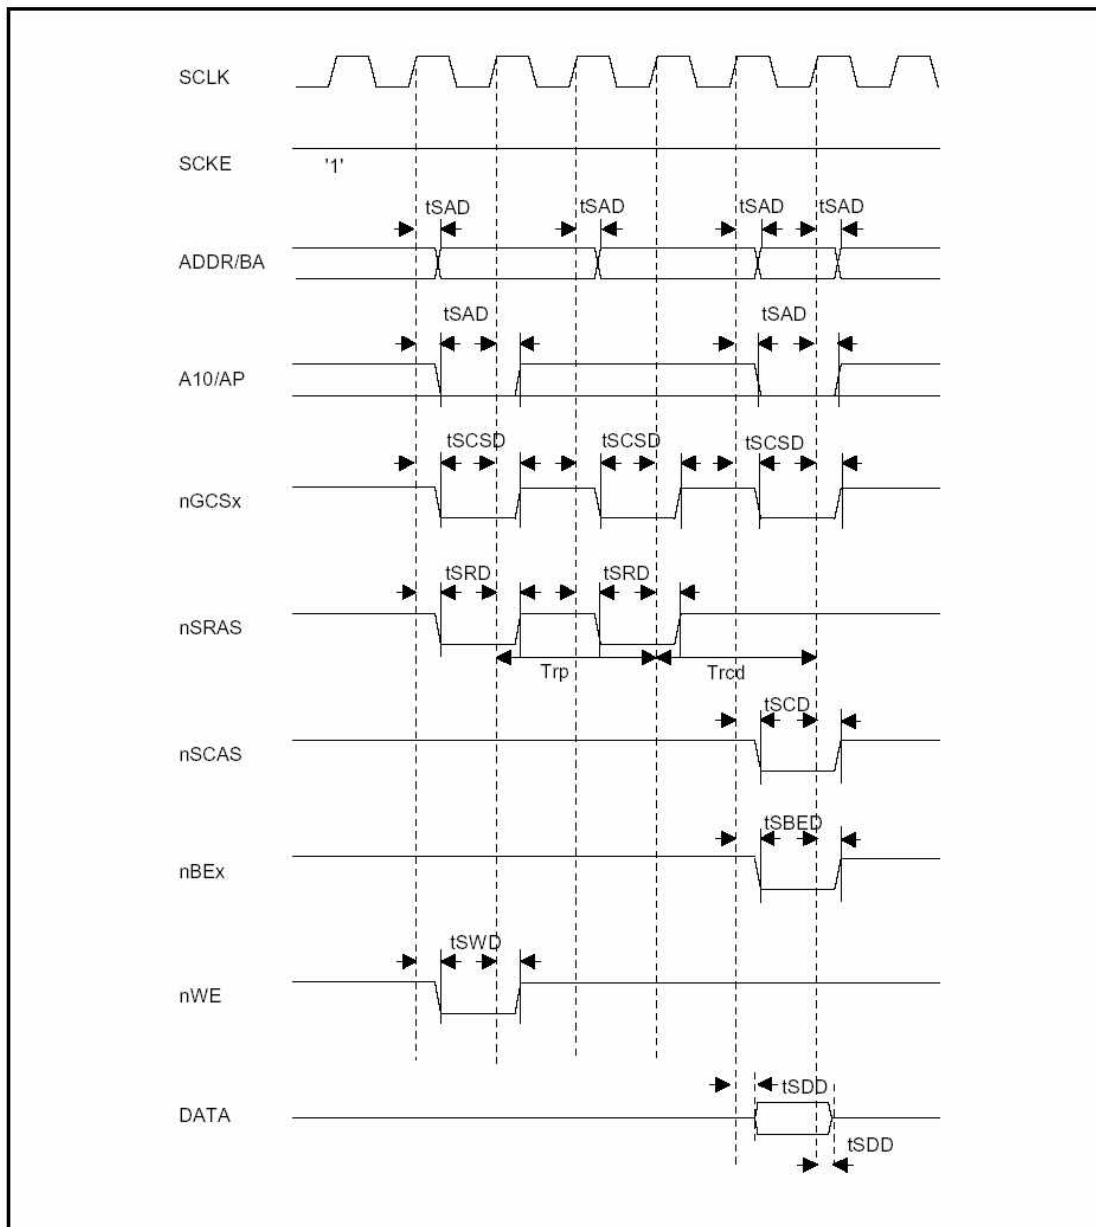 SCLK
SCKE
'1'
tSAD tSAD tSAD tSAD
ADDR/BA
tSAD tSAD
A10/AP
tSCSD tSCSD tSCSD
nGCSx
tSRD tSRD
nSRAS
Trp Trcd
tSCD
nSCAS
tSBED
nBEx
tSWD
nWE
tSDD
DATA
tSDD